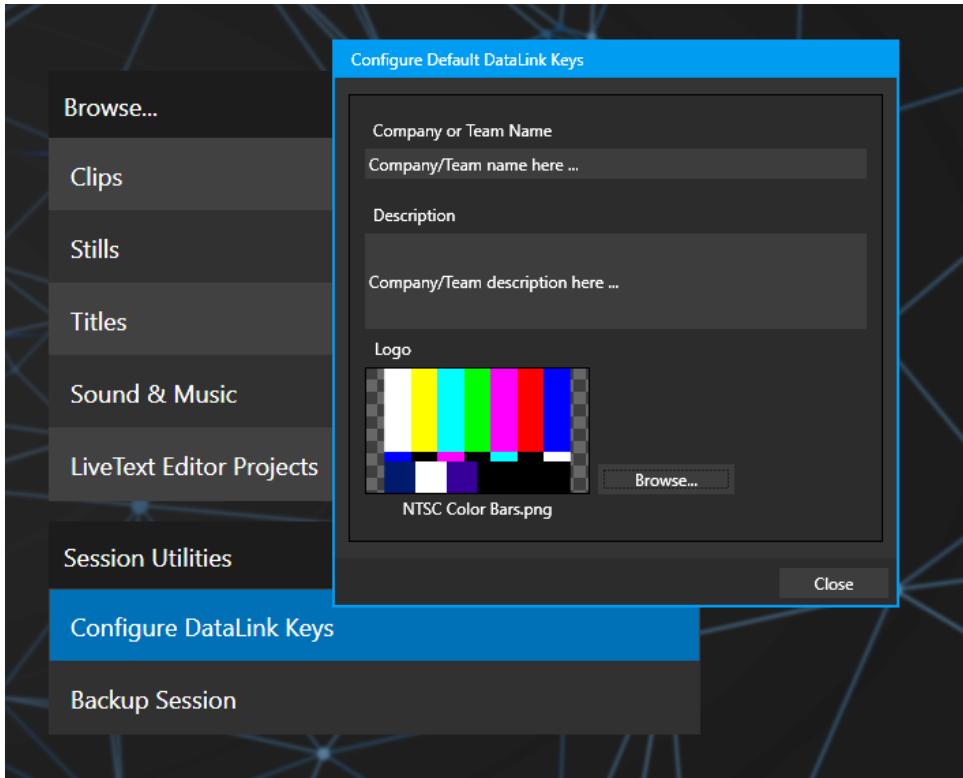 Browse...
Clips
Stills
Titles
Sound & Music
LiveText Editor Projects
Session Utilities
Configure DataLink Keys
Backup Session
Configure Default DataLink Keys
Company or Team Name
Company/Team name here ...
Description
Company/Team description here ...
Logo
Browse...
NTSC Color Bars.png
Close